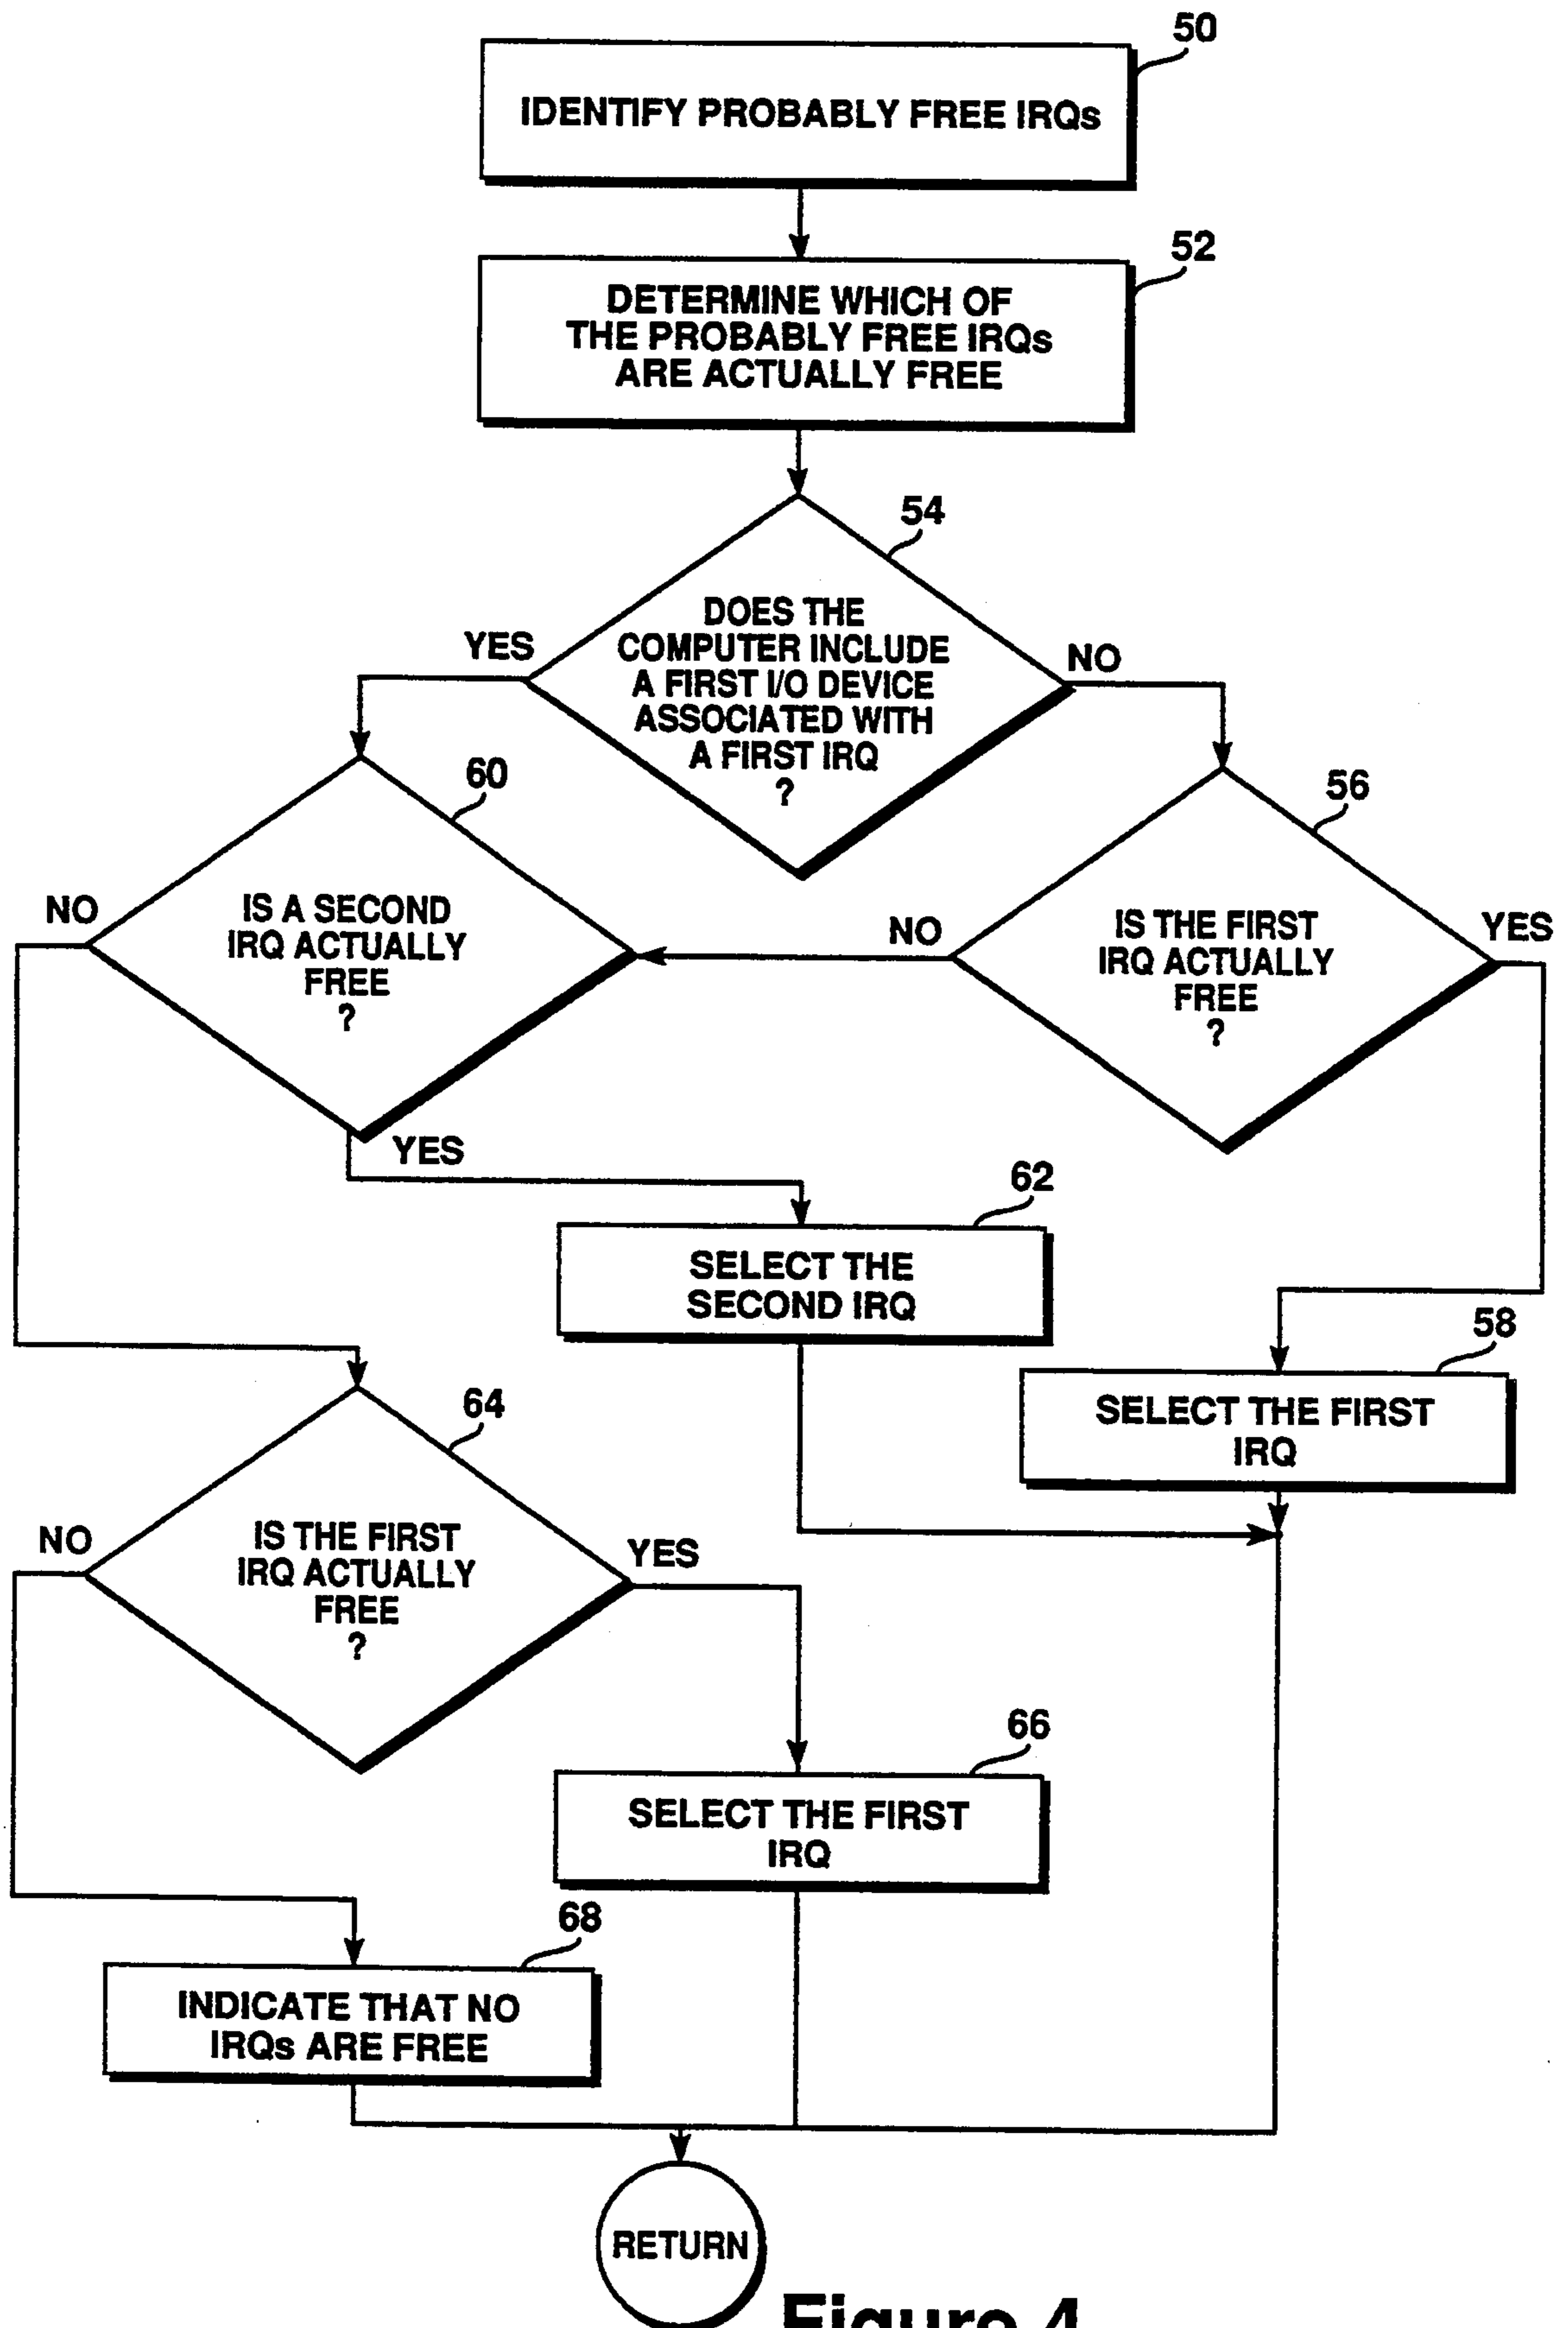 50
IDENTIFY PROBABLY FREE IRQs
52
DETERMINE WHICH OF
THE PROBABLY FREE IRQs
ARE ACTUALLY FREE
54
DOES THE
COMPUTER INCLUDE
A FIRST I/O DEVICE
ASSOCIATED WITH
A FIRST IRQ
?
YES
NO
60
IS A SECOND
IRQ ACTUALLY
FREE
?
NO
YES
56
IS THE FIRST
IRQ ACTUALLY
FREE
?
NO
YES
62
SELECT THE
SECOND IRQ
58
SELECT THE FIRST
IRQ
64
IS THE FIRST
IRQ ACTUALLY
FREE
?
NO
YES
66
SELECT THE FIRST
IRQ
68
INDICATE THAT NO
IRQs ARE FREE
RETURN
Figure 4